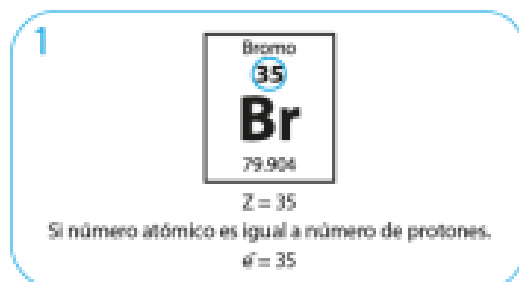 1
Bromo
35
Br
79.904
Z = 35
Si número atómico es igual a número de protones.
e⁻ = 35